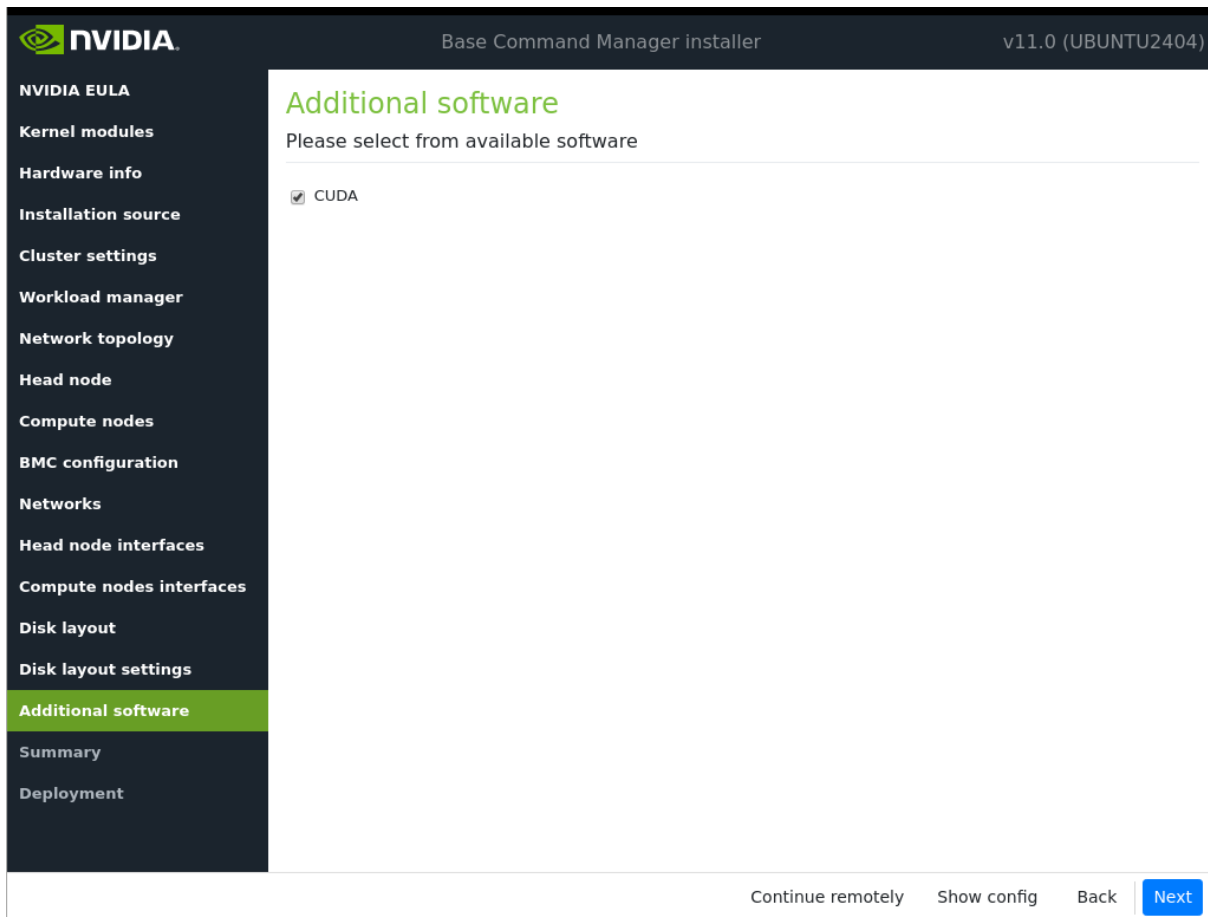 NVIDIA.
Base Command Manager installer
v11.0 (UBUNTU2404)
NVIDIA EULA
Kernel modules
Hardware info
Installation source
Cluster settings
Workload manager
Network topology
Head node
Compute nodes
BMC configuration
Networks
Head node interfaces
Compute nodes interfaces
Disk layout
Disk layout settings
Additional software
Summary
Deployment
Additional software
Please select from available software
CUDA
Continue remotely
Show config
Back
Next